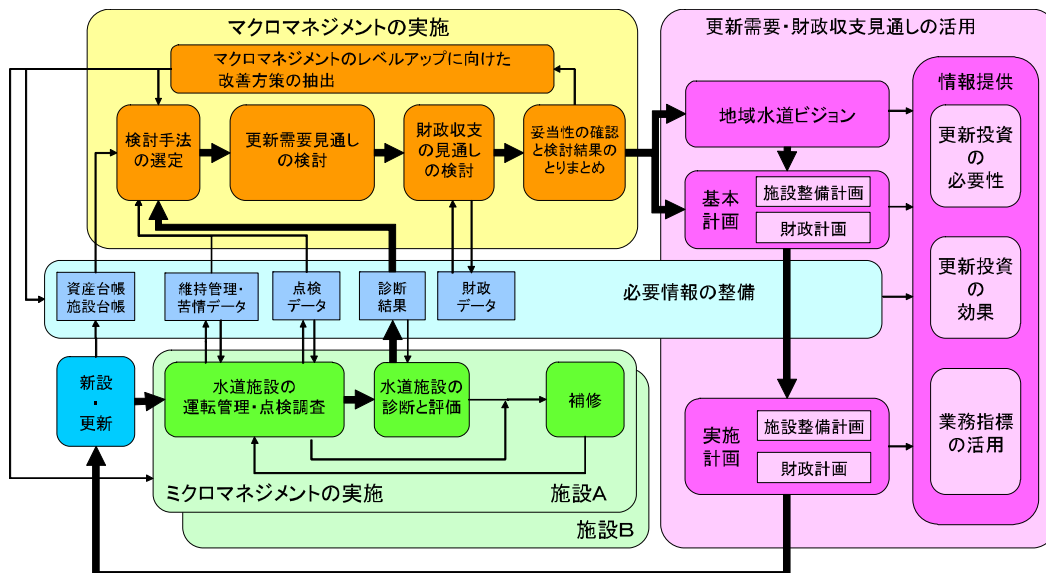 マクロマネジメントの実施
マクロマネジメントのレベルアップに向けた
改善方策の抽出
検討手法
の選定
更新需要見通し
の検討
財政収支
の見通し
の検討
妥当性の確認
と検討結果の
とりまとめ
更新需要・財政収支見通しの活用
地域水道ビジョン
基本
計画
施設整備計画
財政計画
実施
計画
施設整備計画
財政計画
情報提供
更新投資
の
必要性
更新投資
の
効果
業務指標
の活用
資産台帳
施設台帳
維持管理・
苦情データ
点検
データ
診断
結果
財政
データ
必要情報の整備
新設
・
更新
水道施設の
運転管理・点検調査
水道施設の
診断と評価
補修
ミクロマネジメントの実施
施設A
施設B